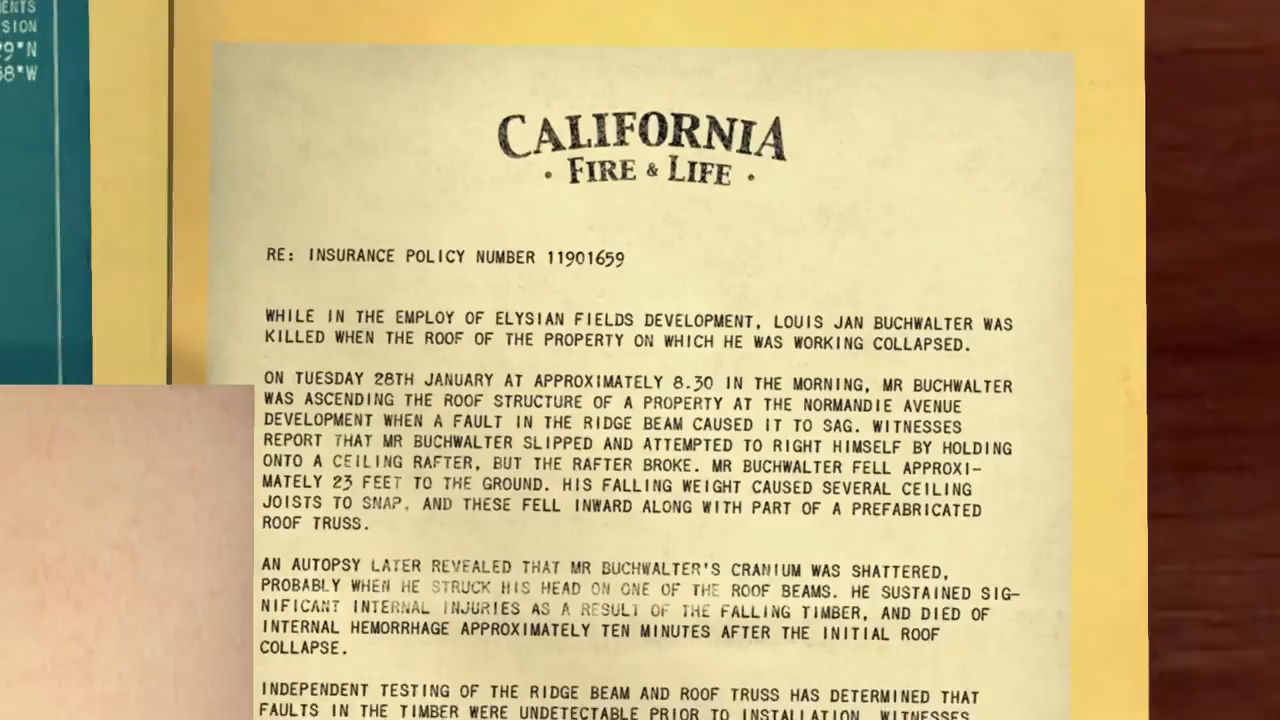 ENTS
SION
9°N
8°W
CALIFORNIA
• FIRE & LIFE •
RE: INSURANCE POLICY NUMBER 11901659
WHILE IN THE EMPLOY OF ELYSIAN FIELDS DEVELOPMENT, LOUIS JAN BUCHWALTER WAS
KILLED WHEN THE ROOF OF THE PROPERTY ON WHICH HE WAS WORKING COLLAPSED.
ON TUESDAY 28TH JANUARY AT APPROXIMATELY 8.30 IN THE MORNING, MR BUCHWALTER
WAS ASCENDING THE ROOF STRUCTURE OF A PROPERTY AT THE NORMANDIE AVENUE
DEVELOPMENT WHEN A FAULT IN THE RIDGE BEAM CAUSED IT TO SAG. WITNESSES
REPORT THAT MR BUCHWALTER SLIPPED AND ATTEMPTED TO RIGHT HIMSELF BY HOLDING
ONTO A CEILING RAFTER, BUT THE RAFTER BROKE. MR BUCHWALTER FELL APPROXI-
MATELY 23 FEET TO THE GROUND. HIS FALLING WEIGHT CAUSED SEVERAL CEILING
JOISTS TO SNAP, AND THESE FELL INWARD ALONG WITH PART OF A PREFABRICATED
ROOF TRUSS.
AN AUTOPSY LATER REVEALED THAT MR BUCHWALTER'S CRANIUM WAS SHATTERED,
PROBABLY WHEN HE STRUCK HIS HEAD ON ONE OF THE ROOF BEAMS. HE SUSTAINED SIG-
NIFICANT INTERNAL INJURIES AS A RESULT OF THE FALLING TIMBER, AND DIED OF
INTERNAL HEMORRHAGE APPROXIMATELY TEN MINUTES AFTER THE INITIAL ROOF
COLLAPSE.
INDEPENDENT TESTING OF THE RIDGE BEAM AND ROOF TRUSS HAS DETERMINED THAT
FAULTS IN THE TIMBER WERE UNDETECTABLE PRIOR TO INSTALLATION. WITNESSES